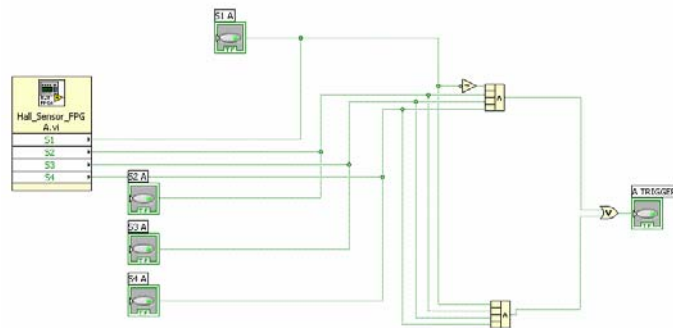 S1 A
Hall_Sensor_FPG
A.vi
S1
S2
S3
S4
S2 A
S3 A
S4 A
A TRIGGER